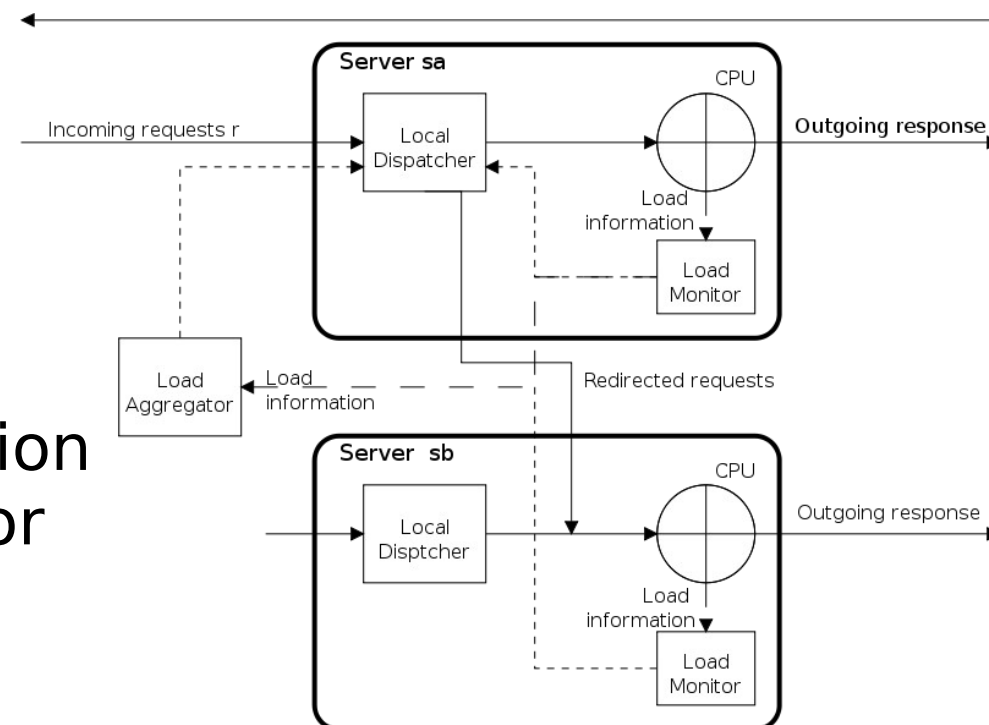 Server sa
CPU
Incoming requests r
Local
Dispatcher
Outgoing response
Load
information
Load
Monitor
Load
Aggregator
Load
information
Redirected requests
ion
or
Server sb
CPU
Local
Disptcher
Outgoing response
Load
information
Load
Monitor